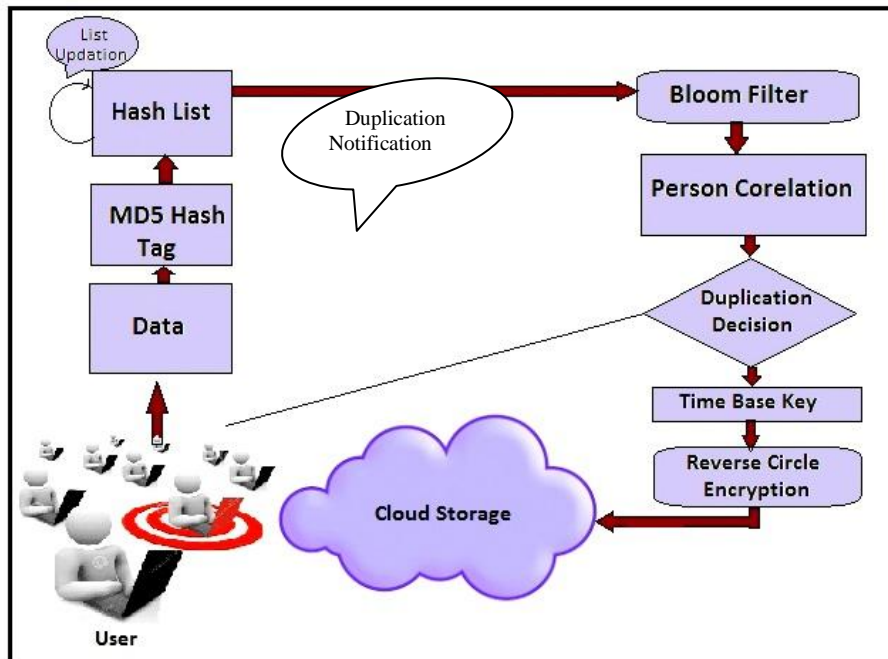 List
Updation
Hash List
Duplication
Notification
Bloom Filter
Person Corelation
MD5 Hash
Tag
Data
Duplication
Decision
Time Base Key
Reverse Circle
Encryption
Cloud Storage
User